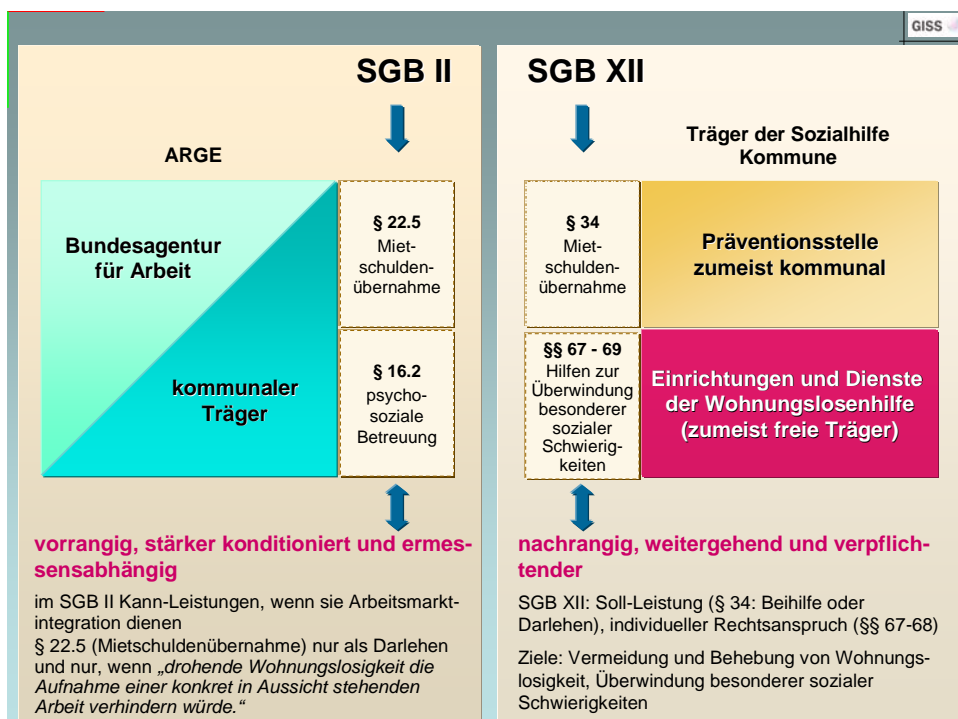 GISS
SGB II
ARGE
Bundesagentur
für Arbeit
kommunaler
Träger
§ 22.5
Miet-
schulden-
übernahme
§ 16.2
psycho-
soziale
Betreuung
vorrangig, stärker konditioniert und ermes-
sensabhängig
im SGB II Kann-Leistungen, wenn sie Arbeitsmarkt-
integration dienen
§ 22.5 (Mietschuldenübernahme) nur als Darlehen
und nur, wenn „drohende Wohnungslosigkeit die
Aufnahme einer konkret in Aussicht stehenden
Arbeit verhindern würde.“
SGB XII
Träger der Sozialhilfe
Kommune
§ 34
Miet-
schulden-
übernahme
Präventionsstelle
zumeist kommunal
§§ 67 - 69
Hilfen zur
Überwindung
besonderer
sozialer
Schwierig-
keiten
Einrichtungen und Dienste
der Wohnungslosenhilfe
(zumeist freie Träger)
nachrangig, weitergehend und verpflich-
tender
SGB XII: Soll-Leistung (§ 34: Beihilfe oder
Darlehen), individueller Rechtsanspruch (§§ 67-68)
Ziele: Vermeidung und Behebung von Wohnungs-
losigkeit, Überwindung besonderer sozialer
Schwierigkeiten